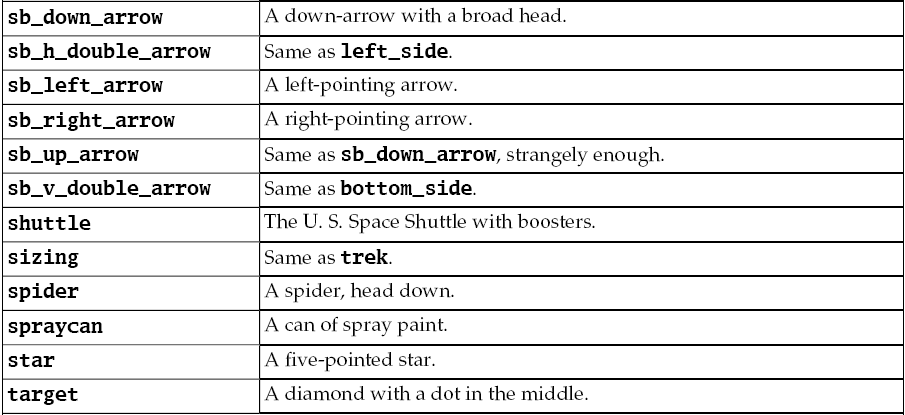 sb_down_arrow A down-arrow with a broad head.
sb_h_double_arrow Same as left_side.
sb_left_arrow A left-pointing arrow.
sb_right_arrow A right-pointing arrow.
sb_up_arrow Same as sb_down_arrow, strangely enough.
sb_v_double_arrow Same as bottom_side.
shuttle The U. S. Space Shuttle with boosters.
sizing Same as trek.
spider A spider, head down.
spraycan A can of spray paint.
star A five-pointed star.
target A diamond with a dot in the middle.